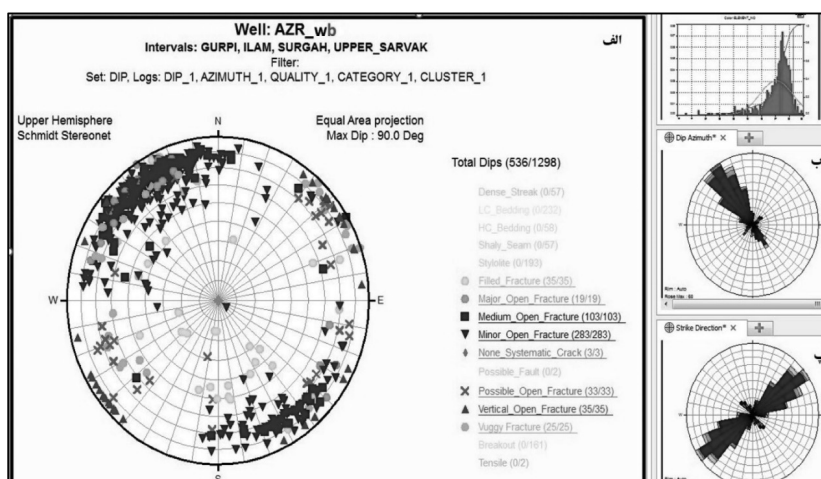 Well: AZR_wb
الف
Intervals: GURPI, ILAM, SURGAH, UPPER_SARVAK
Filter:
Set: DIP, Logs: DIP_1, AZIMUTH_1, QUALITY_1, CATEGORY_1, CLUSTER_1
Upper Hemisphere
Schmidt Stereonet
Equal Area projection
Max Dip : 90.0 Deg
N
W
E
S
Total Dips (536/1298)
Dense_Streak (0/57)
LC_Bedding (0/232)
HC_Bedding (0/58)
Shaly_Seam (0/57)
Stylolite (0/193)
Filled_Fracture (35/35)
Major_Open_Fracture (19/19)
Medium_Open_Fracture (103/103)
Minor_Open_Fracture (283/283)
None_Systematic_Crack (3/3)
Possible_Fault (0/2)
Possible_Open_Fracture (33/33)
Vertical_Open_Fracture (35/35)
Vuggy Fracture (25/25)
Breakout (0/161)
Tensile (0/2)
Dip Azimuth*
Strike Direction*